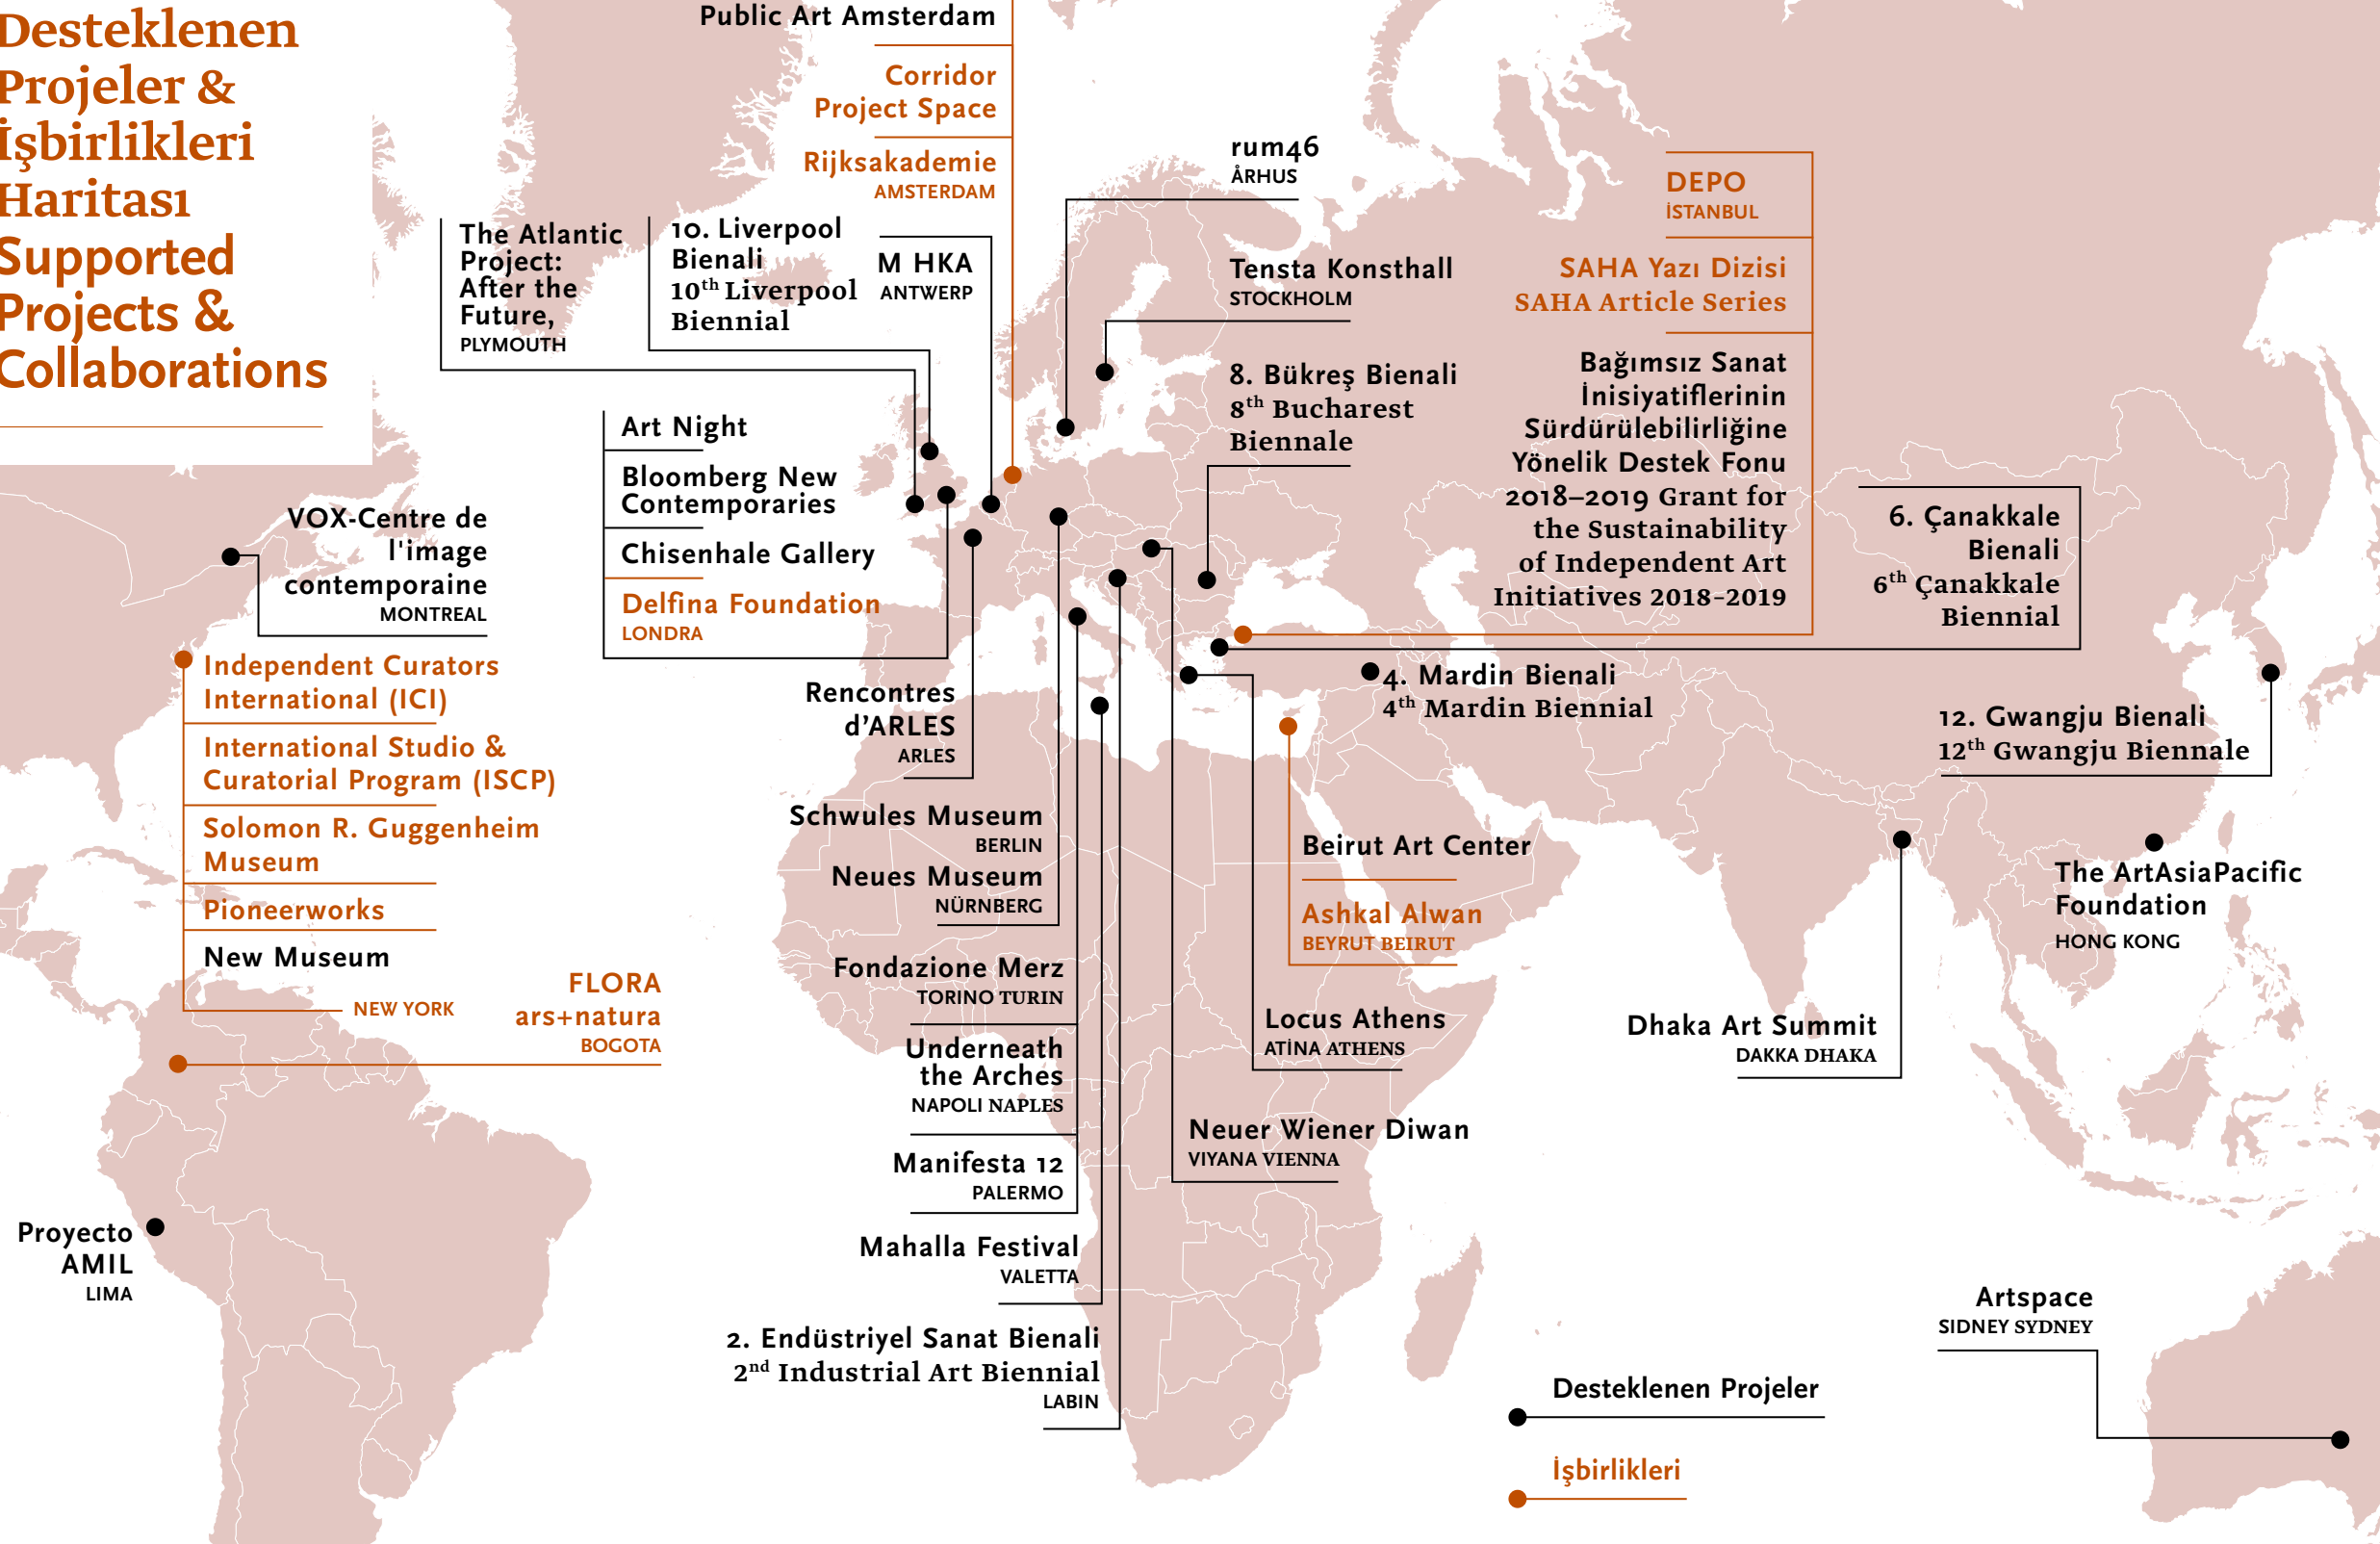 Desteklenen
Projeler &
İşbirlikleri
Haritası
Supported
Projects &
Collaborations
Public Art Amsterdam
Corridor
Project Space
Rijksakademie
AMSTERDAM
The Atlantic
Project:
After the
Future,
PLYMOUTH
10. Liverpool
Bienali
10th Liverpool
Biennial
M HKA
ANTWERP
rum46
ÅRHUS
Tensta Konsthall
STOCKHOLM
8. Bükreş Bienali
8th Bucharest
Biennale
DEPO
İSTANBUL
SAHA Yazı Dizisi
SAHA Article Series
Bağımsız Sanat
İnisiyatiflerinin
Sürdürülebilirliğine
Yönelik Destek Fonu
2018–2019 Grant for
the Sustainability
of Independent Art
Initiatives 2018-2019
Art Night
Bloomberg New
Contemporaries
Chisenhale Gallery
Delfina Foundation
LONDRA
VOX-Centre de
l'image
contemporaine
MONTREAL
6. Çanakkale
Bienali
6th Çanakkale
Biennial
Independent Curators
International (ICI)
International Studio &
Curatorial Program (ISCP)
Solomon R. Guggenheim
Museum
Pioneerworks
New Museum
NEW YORK
FLORA
ars+natura
BOGOTA
Rencontres
d’ARLES
ARLES
4. Mardin Bienali
4th Mardin Biennial
12. Gwangju Bienali
12th Gwangju Biennale
Schwules Museum
BERLIN
Neues Museum
NÜRNBERG
Beirut Art Center
Ashkal Alwan
BEYRUT BEIRUT
The ArtAsiaPacific
Foundation
HONG KONG
Fondazione Merz
TORINO TURIN
Underneath
the Arches
NAPOLI NAPLES
Manifesta 12
PALERMO
Locus Athens
ATİNA ATHENS
Dhaka Art Summit
DAKKA DHAKA
Neuer Wiener Diwan
VIYANA VIENNA
Proyecto
AMIL
LIMA
Mahalla Festival
VALETTA
2. Endüstriyel Sanat Bienali
2nd Industrial Art Biennial
LABIN
Artspace
SIDNEY SYDNEY
Desteklenen Projeler
İşbirlikleri